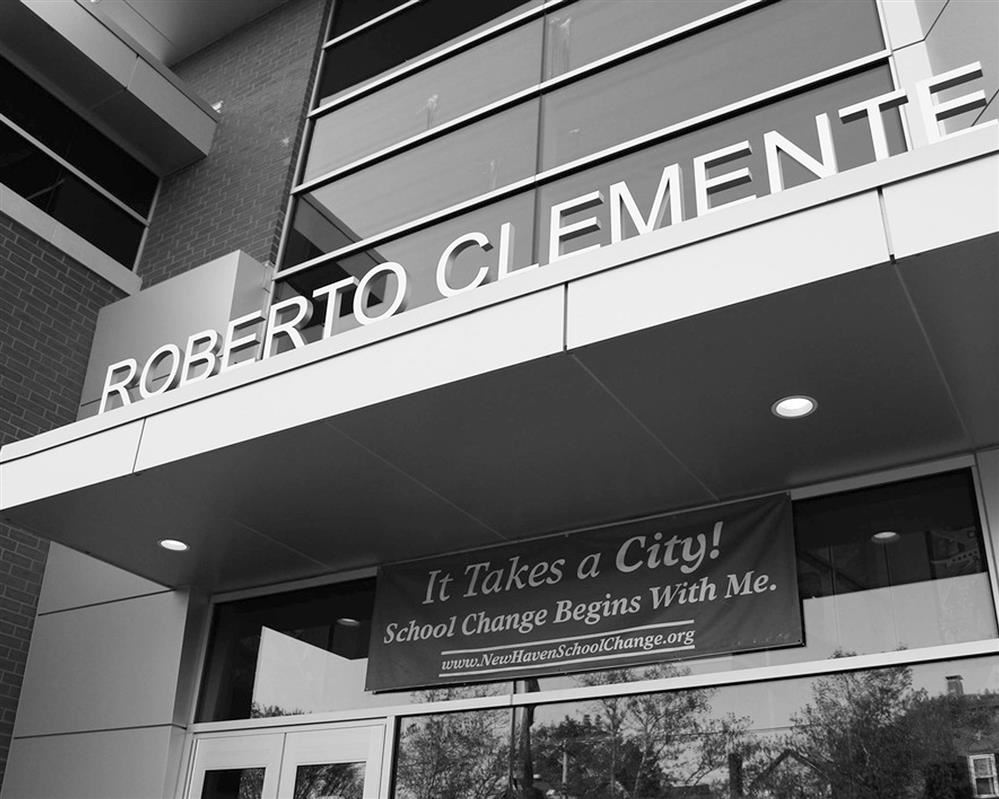 ROBERTO CLEMENTE
It Takes a City!
School Change Begins With Me.
www.NewHavenSchoolChange.org